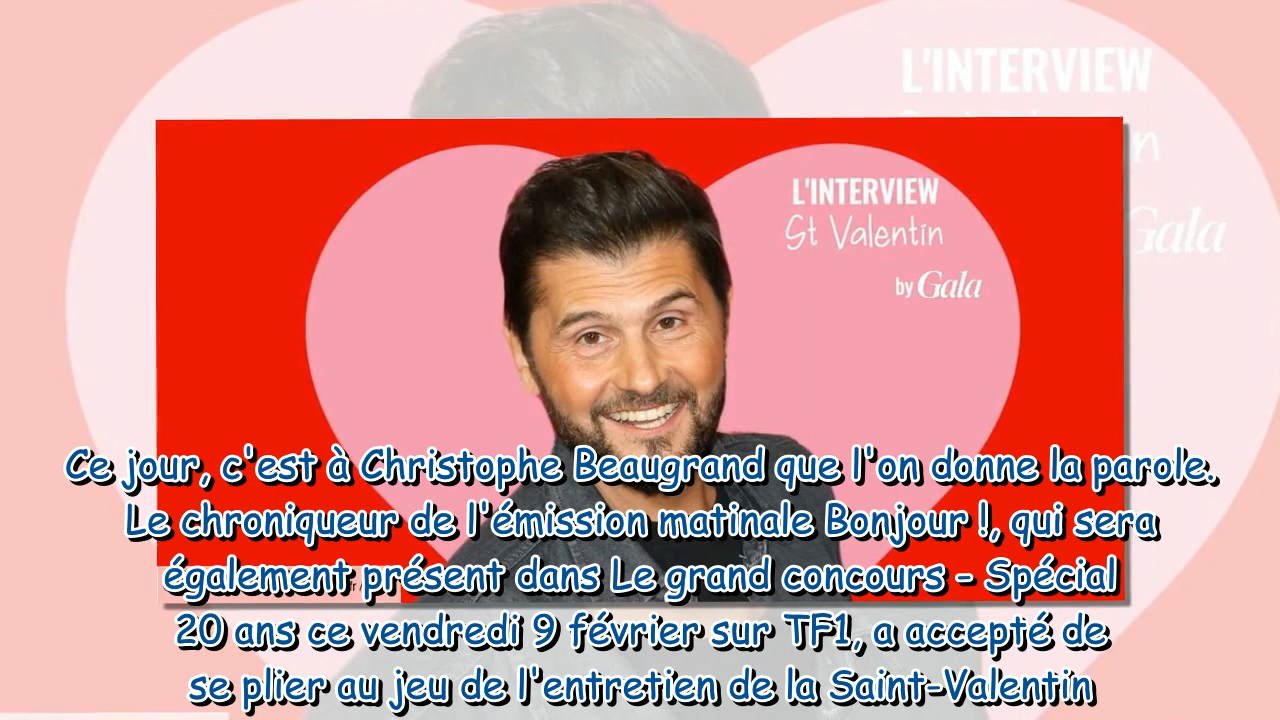 L'INTERVIEW
n
Gala
L'INTERVIEW
St Valentin
by Gala
Ce jour, c'est à Christophe Beaugrand que l'on donne la parole.
Le chroniqueur de l'émission matinale Bonjour !, qui sera
également présent dans Le grand concours - Spécial
20 ans ce vendredi 9 février sur TF1, a accepté de
se plier au jeu de l'entretien de la Saint-Valentin